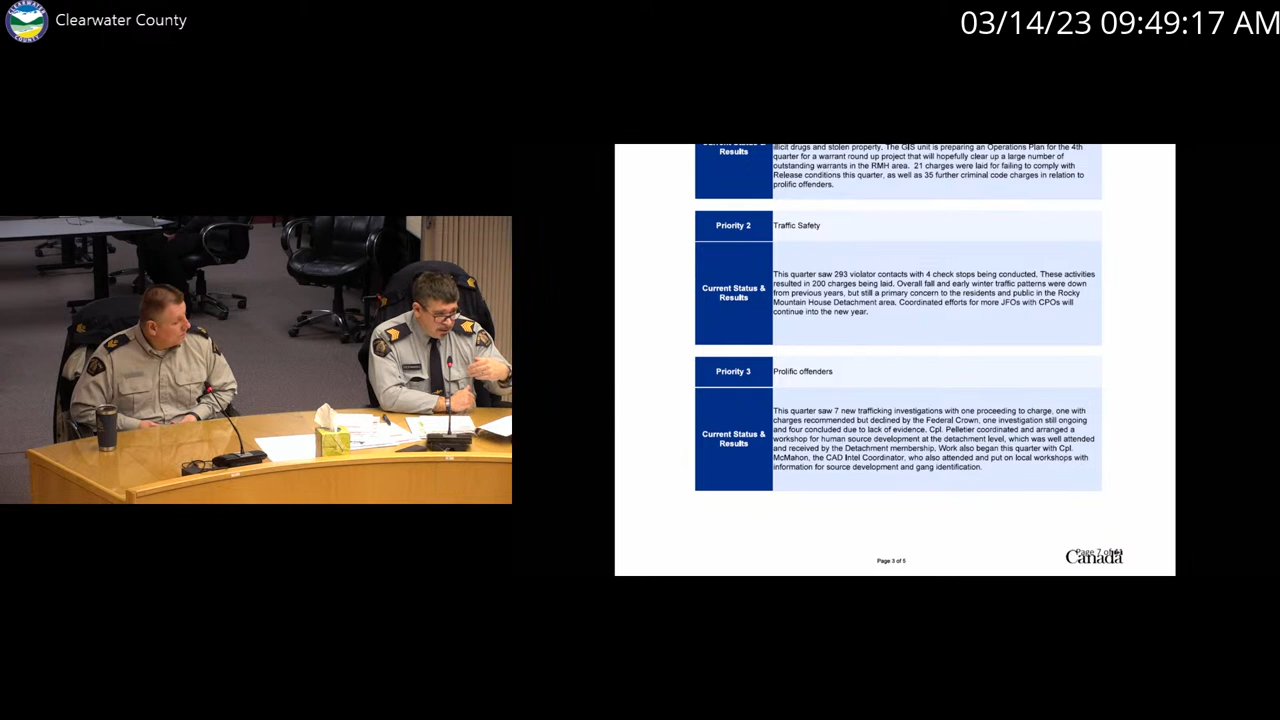 CLEARWATER
COUNTY
Clearwater County
03/14/23 09:49:17 AM
Current Status &
Results
illicit drugs and stolen property. The GIS unit is preparing an Operations Plan for the 4th
quarter for a warrant round up project that will hopefully clear up a large number of
outstanding warrants in the RMH area. 21 charges were laid for failing to comply with
Release conditions this quarter, as well as 35 further criminal code charges in relation to
prolific offenders.
Priority 2
Traffic Safety
Current Status &
Results
This quarter saw 293 violator contacts with 4 check stops being conducted. These activities
resulted in 200 charges being laid. Overall fall and early winter traffic patterns were down
from previous years, but still a primary concern to the residents and public in the Rocky
Mountain House Detachment area. Coordinated efforts for more JFOs with CPOs will
continue into the new year.
Priority 3
Prolific offenders
Current Status &
Results
This quarter saw 7 new trafficking investigations with one proceeding to charge, one with
charges recommended but declined by the Federal Crown, one investigation still ongoing
and four concluded due to lack of evidence. Cpl. Pelletier coordinated and arranged a
workshop for human source development at the detachment level, which was well attended
and received by the Detachment membership. Work also began this quarter with Cpl.
McMahon, the CAD Intel Coordinator, who also attended and put on local workshops with
information for source development and gang identification.
Page 3 of 5
Page 7 of
Canada